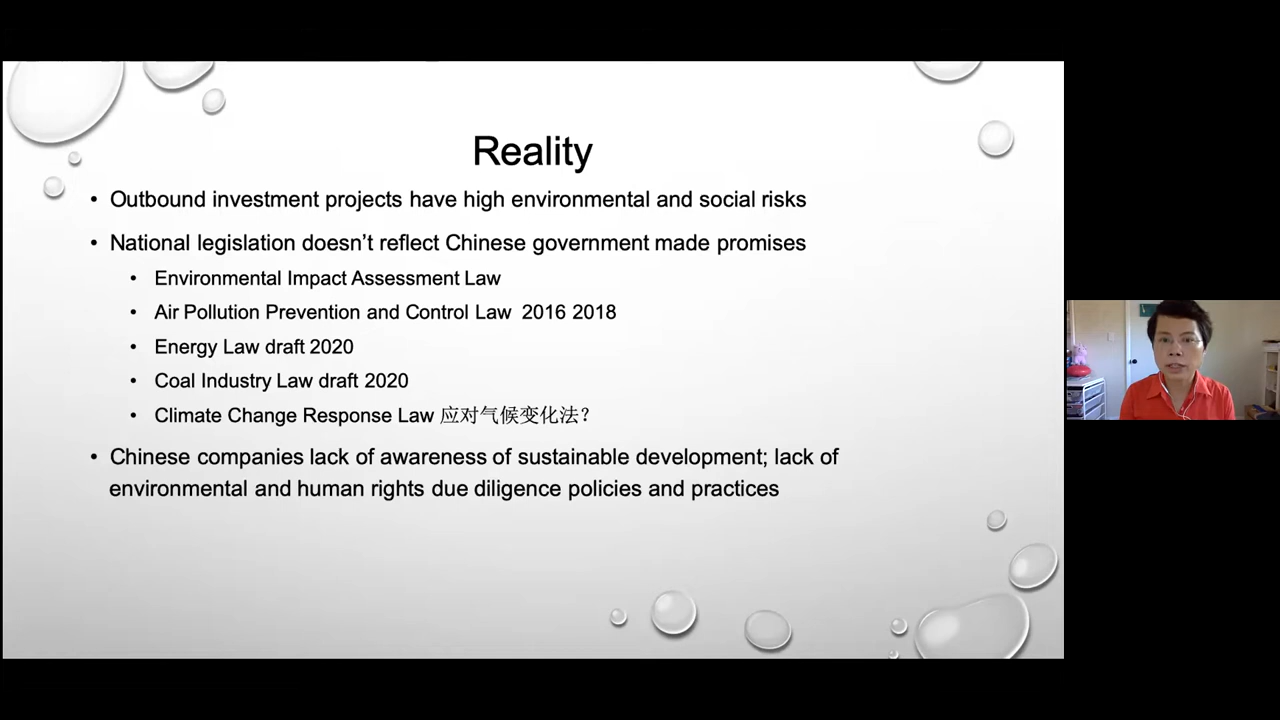 Reality
• Outbound investment projects have high environmental and social risks
• National legislation doesn't reflect Chinese government made promises
• Environmental Impact Assessment Law
• Air Pollution Prevention and Control Law 2016 2018
• Energy Law draft 2020
• Coal Industry Law draft 2020
• Climate Change Response Law 应对气候变化法?
• Chinese companies lack of awareness of sustainable development; lack of
environmental and human rights due diligence policies and practices